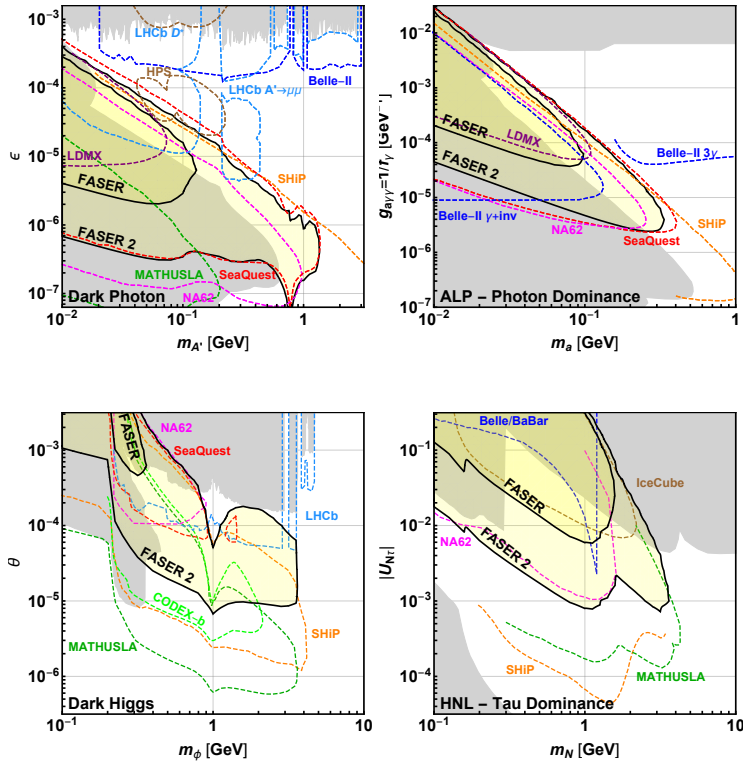 10⁻³
10⁻⁴
10⁻⁵
10⁻⁶
10⁻⁷
ϵ
LHCb D*
HPS
LHCb A'→μμ
Belle-II
LDMX
FASER
SHiP
FASER 2
MATHUSLA
SeaQuest
NA62
Dark Photon
10⁻² 10⁻¹ 1
m_A' [GeV]
10⁻²
10⁻³
10⁻⁴
10⁻⁵
10⁻⁶
10⁻⁷
g_aγγ=1/f_γ [GeV⁻¹]
FASER
LDMX
Belle-II 3γ
FASER 2
Belle-II γ+inv
NA62
SHiP
SeaQuest
ALP - Photon Dominance
10⁻² 10⁻¹ 1
m_a [GeV]
10⁻³
10⁻⁴
10⁻⁵
10⁻⁶
θ
NA62
FASER
SeaQuest
LHCb
FASER 2
CODEX-b
SHiP
MATHUSLA
Dark Higgs
10⁻¹ 1 10
m_ϕ [GeV]
10⁻¹
10⁻²
10⁻³
10⁻⁴
|U_Nτ|
Belle/BaBar
IceCube
FASER
NA62
FASER 2
SHiP
MATHUSLA
HNL - Tau Dominance
10⁻¹ 1 10
m_N [GeV]